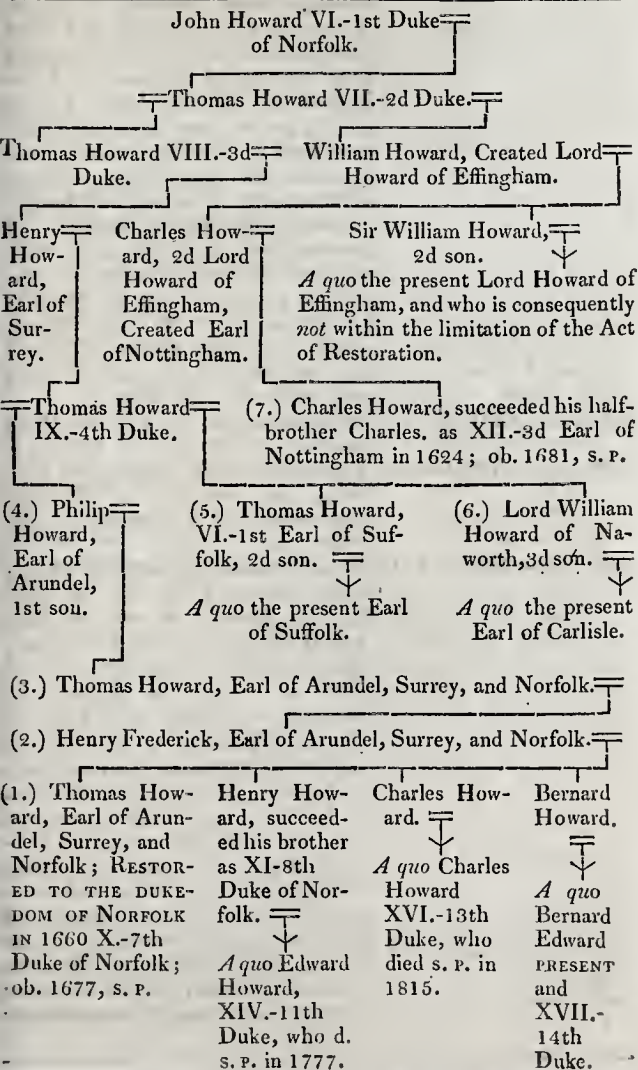 John Howard VI.-1st Duke
of Norfolk.
Thomas Howard VII.-2d Duke.
Thomas Howard VIII.-3d
Duke.
William Howard, Created Lord
Howard of Effingham.
Henry
How-
ard,
Earl of
Sur-
rey.
Charles How-
ard, 2d Lord
Howard of
Effingham,
Created Earl
of Nottingham.
Sir William Howard,
2d son.
A quo the present Lord Howard of
Effingham, and who is consequently
not within the limitation of the Act
of Restoration.
Thomas Howard
IX.-4th Duke.
(7.) Charles Howard, succeeded his half-
brother Charles. as XII.-3d Earl of
Nottingham in 1624; ob. 1681, S. P.
(4.) Philip
Howard,
Earl of
Arundel,
1st son.
(5.) Thomas Howard,
VI.-1st Earl of Suf-
folk, 2d son.
A quo the present Earl
of Suffolk.
(6.) Lord William
Howard of Na-
worth, 3d son.
A quo the present
Earl of Carlisle.
(3.) Thomas Howard, Earl of Arundel, Surrey, and Norfolk.
(2.) Henry Frederick, Earl of Arundel, Surrey, and Norfolk.
(1.) Thomas How-
ard, Earl of Arun-
del, Surrey, and
Norfolk; RESTOR-
ED TO THE DUKE-
DOM OF NORFOLK
IN 1660 X.-7th
Duke of Norfolk;
ob. 1677, S. P.
Henry How-
ard, succeed-
ed his brother
as XI-8th
Duke of Nor-
folk.
A quo Edward
Howard,
XIV.-11th
Duke, who d.
S. P. in 1777.
Charles How-
ard.
A quo Charles
Howard
XVI.-13th
Duke, who
died s. P. in
1815.
Bernard
Howard.
A quo
Bernard
Edward
PRESENT
and
XVII.-
14th
Duke.